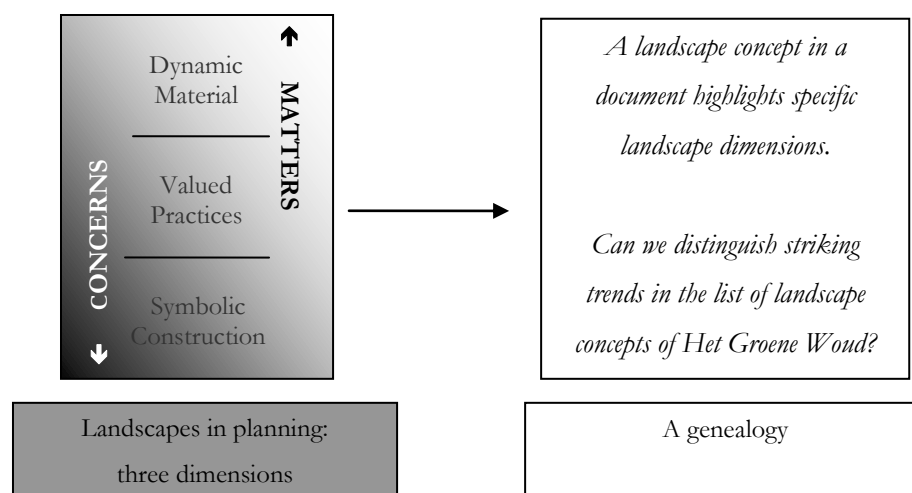 Dynamic
Material
Valued
Practices
Symbolic
Construction
CONCERNS
MATTERS
A landscape concept in a
document highlights specific
landscape dimensions.
Can we distinguish striking
trends in the list of landscape
concepts of Het Groene Woud?
Landscapes in planning:
three dimensions
A genealogy